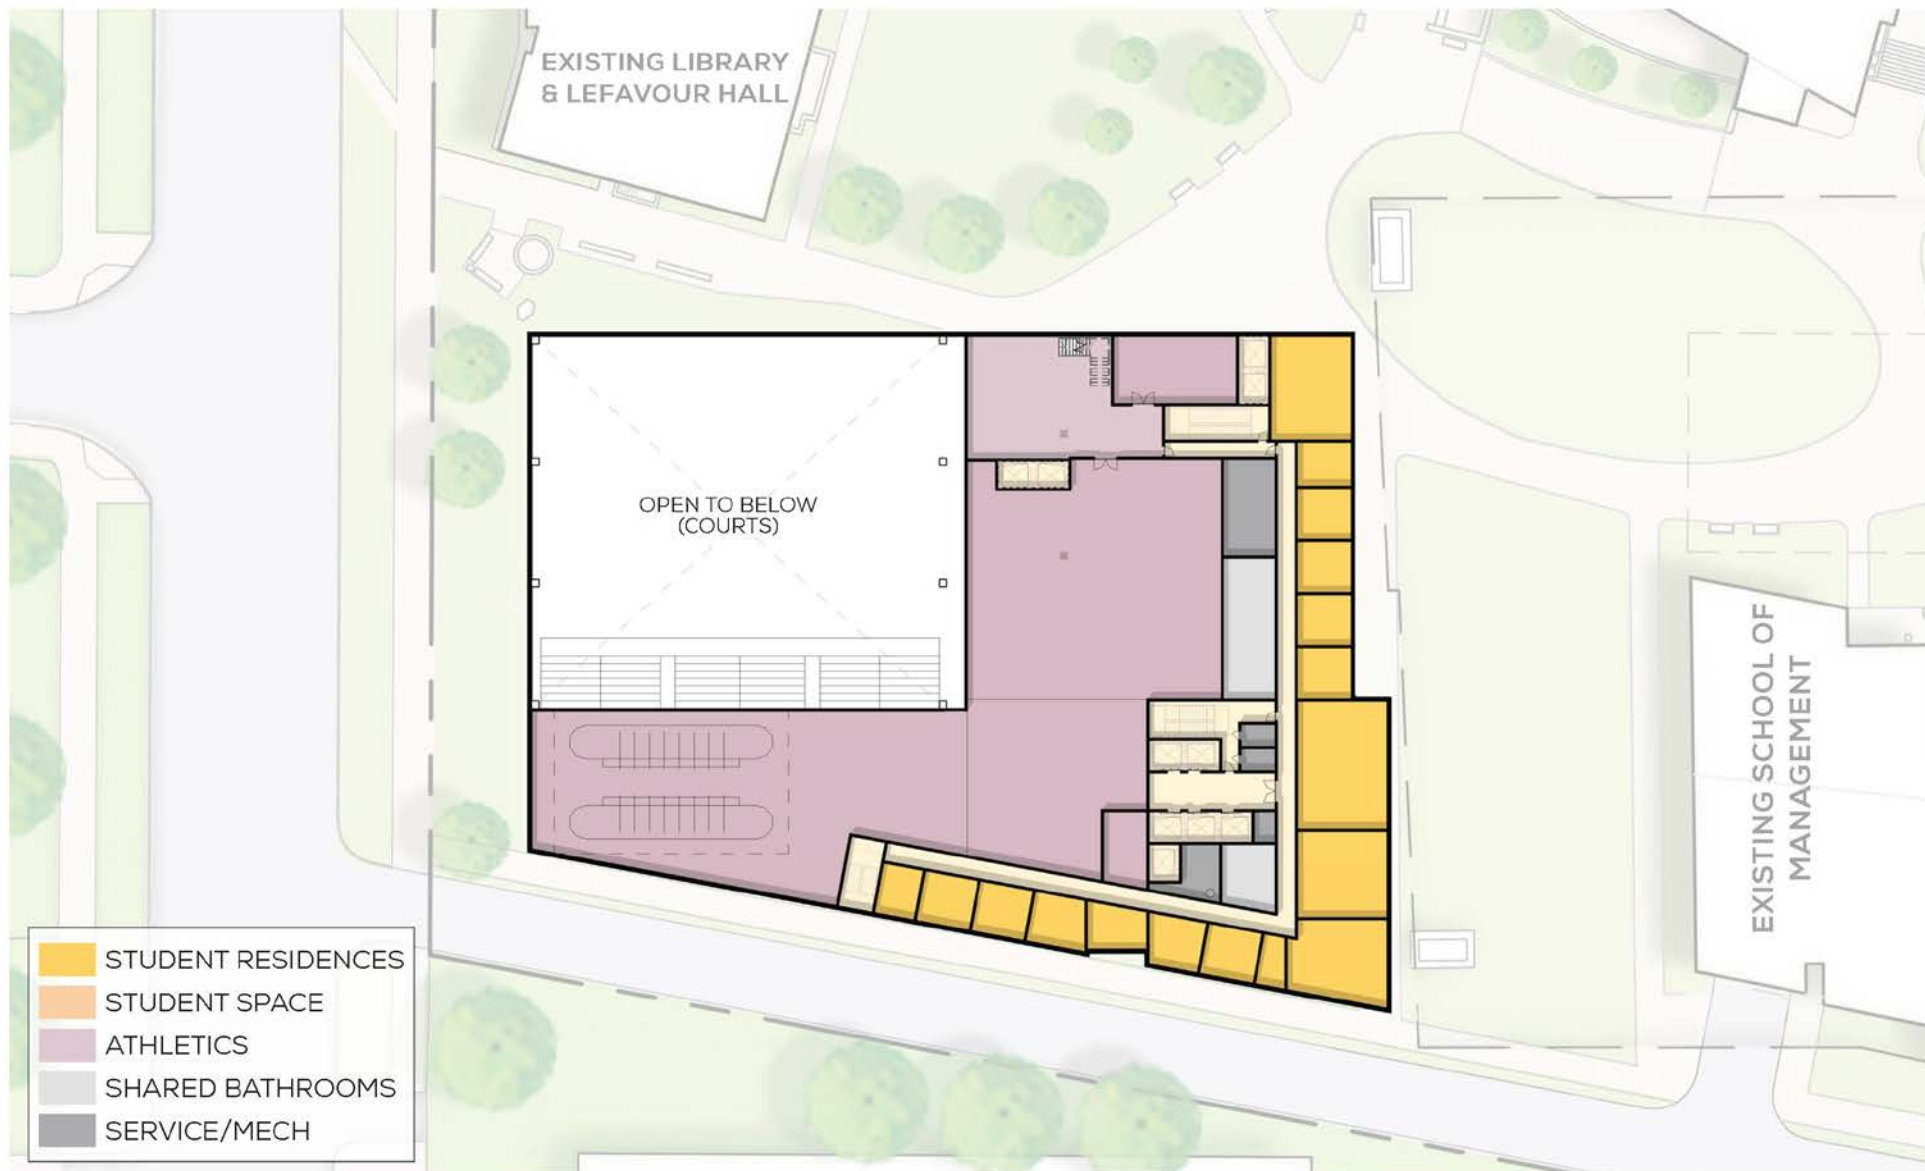 EXISTING LIBRARY
& LEFAVOUR HALL
OPEN TO BELOW
(COURTS)
EXISTING SCHOOL OF
MANAGEMENT
STUDENT RESIDENCES
STUDENT SPACE
ATHLETICS
SHARED BATHROOMS
SERVICE/MECH